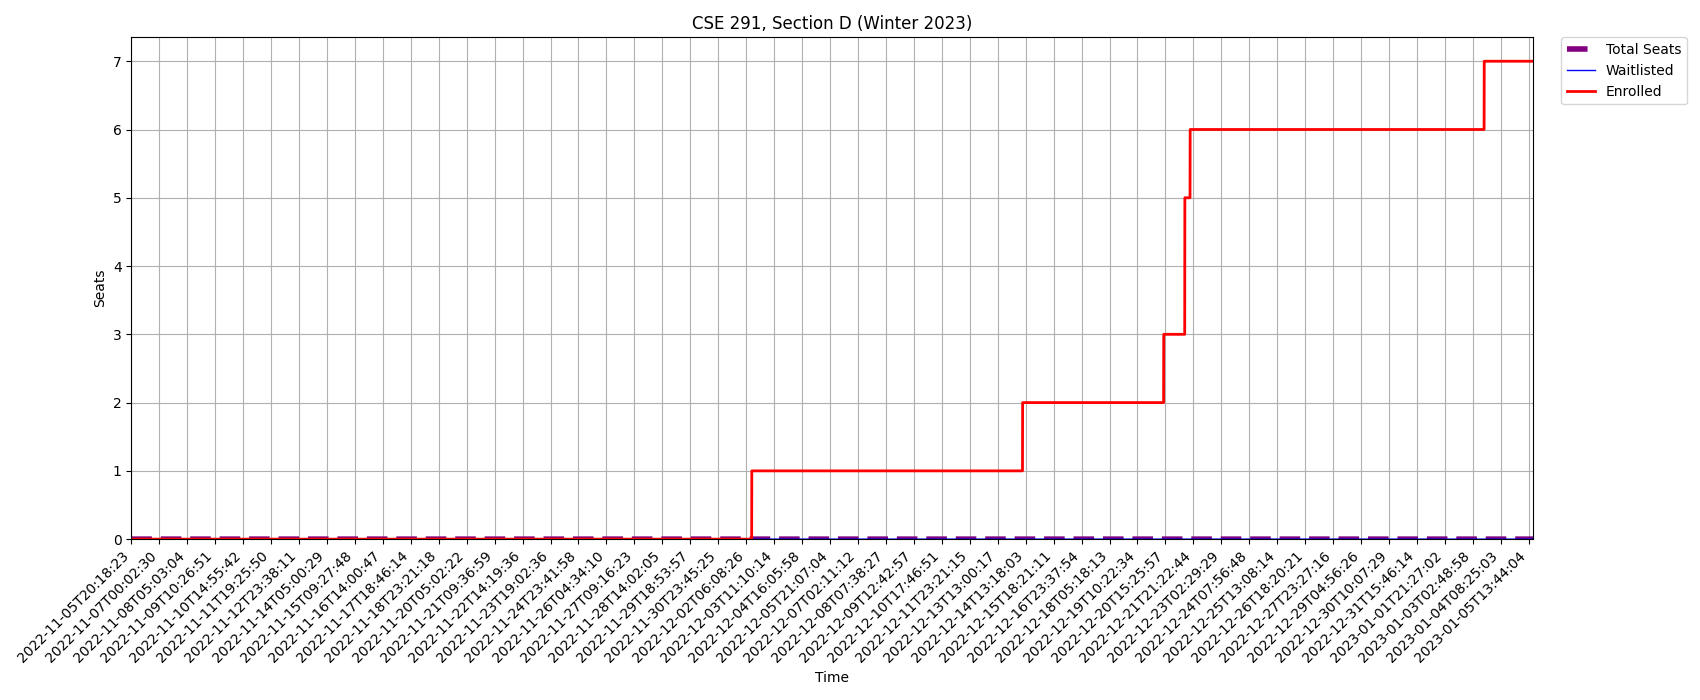 CSE 291, Section D (Winter 2023)
Total Seats
Waitlisted
Enrolled
7
6
5
4
3
2
1
0
Seats
2022-11-05T20:18:23
2022-11-07T00:02:30
2022-11-08T05:03:04
2022-11-09T10:26:51
2022-11-10T14:55:42
2022-11-11T19:25:50
2022-11-12T23:38:11
2022-11-14T05:00:29
2022-11-15T09:27:48
2022-11-16T14:00:47
2022-11-17T18:46:14
2022-11-18T23:21:18
2022-11-20T05:02:22
2022-11-21T09:36:59
2022-11-22T14:19:36
2022-11-23T19:02:36
2022-11-24T23:41:58
2022-11-26T04:34:10
2022-11-27T09:16:23
2022-11-28T14:02:05
2022-11-29T18:53:57
2022-11-30T23:45:25
2022-12-02T06:08:26
2022-12-03T11:10:14
2022-12-04T16:05:58
2022-12-05T21:07:04
2022-12-07T02:11:12
2022-12-08T07:38:27
2022-12-09T12:42:57
2022-12-10T17:46:51
2022-12-11T23:21:15
2022-12-13T13:00:17
2022-12-14T13:18:03
2022-12-15T18:21:11
2022-12-16T23:37:54
2022-12-18T05:18:13
2022-12-19T10:22:34
2022-12-20T15:25:57
2022-12-21T21:22:44
2022-12-23T02:29:29
2022-12-24T07:56:48
2022-12-25T13:08:14
2022-12-26T18:20:21
2022-12-27T23:27:16
2022-12-29T04:56:26
2022-12-30T10:07:29
2022-12-31T15:46:14
2023-01-01T21:27:02
2023-01-03T02:48:58
2023-01-04T08:25:03
2023-01-05T13:44:04
Time